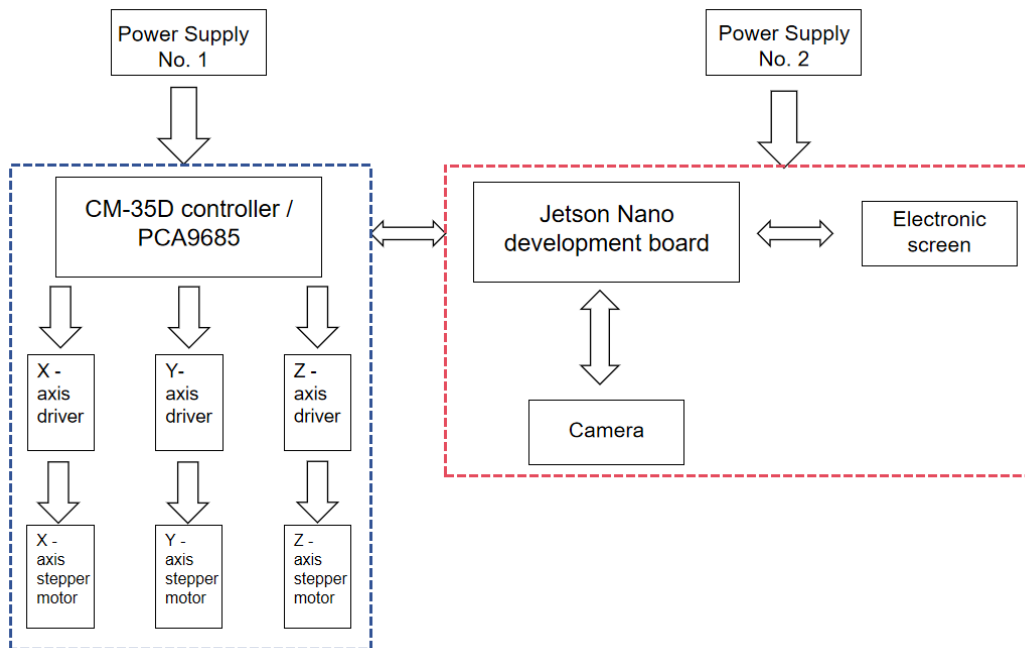 Power Supply
No. 1
Power Supply
No. 2
CM-35D controller /
PCA9685
Jetson Nano
development board
Electronic
screen
X -
axis
driver
Y-
axis
driver
Z -
axis
driver
Camera
X -
axis
stepper
motor
Y -
axis
stepper
motor
Z -
axis
stepper
motor